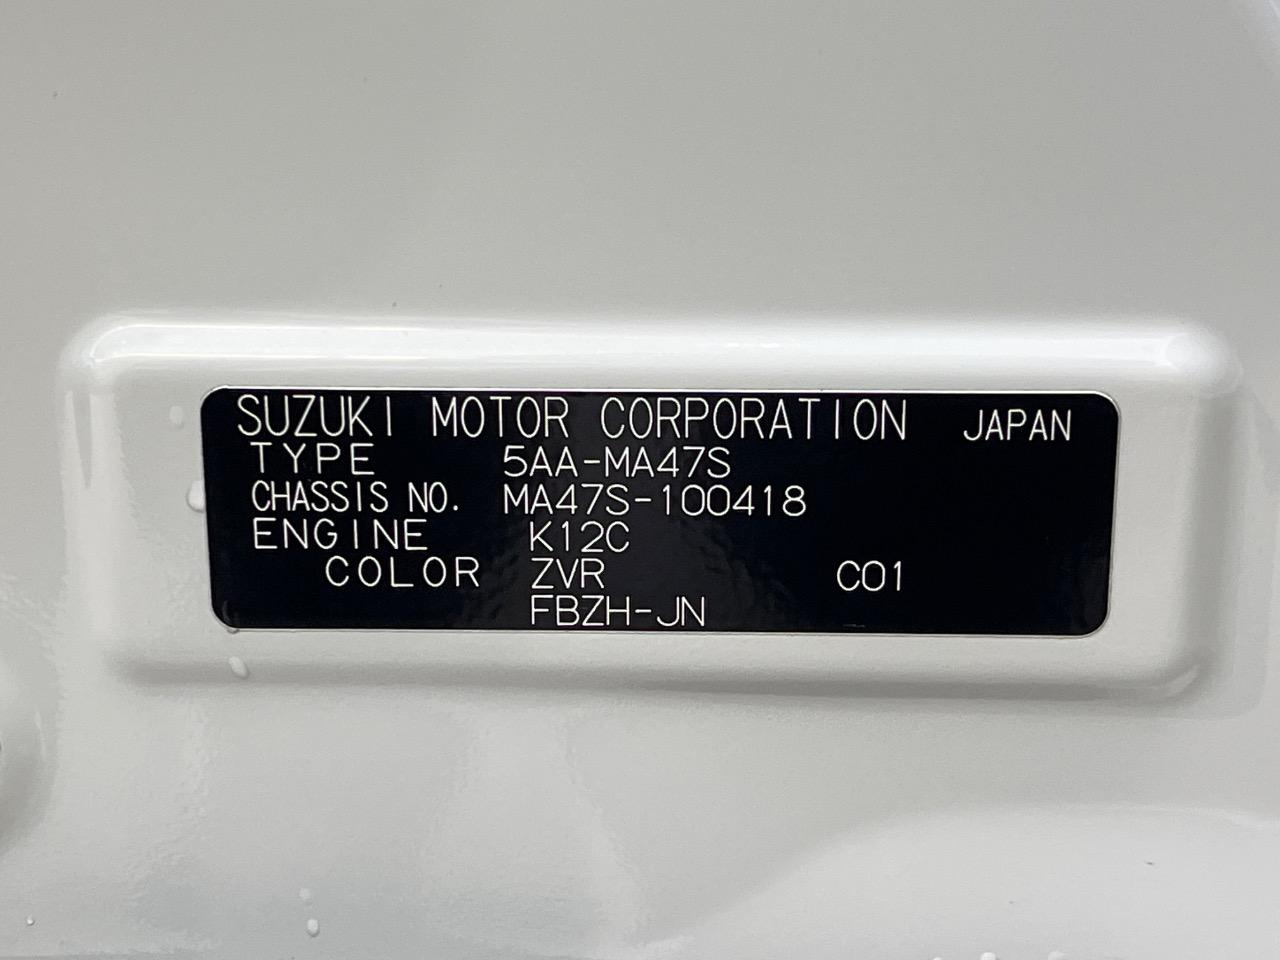 SUZUKI MOTOR CORPORATION JAPAN
TYPE 5AA-MA47S
CHASSIS NO. MA47S-100418
ENGINE K12C
COLOR ZVR C01
FBZH-JN